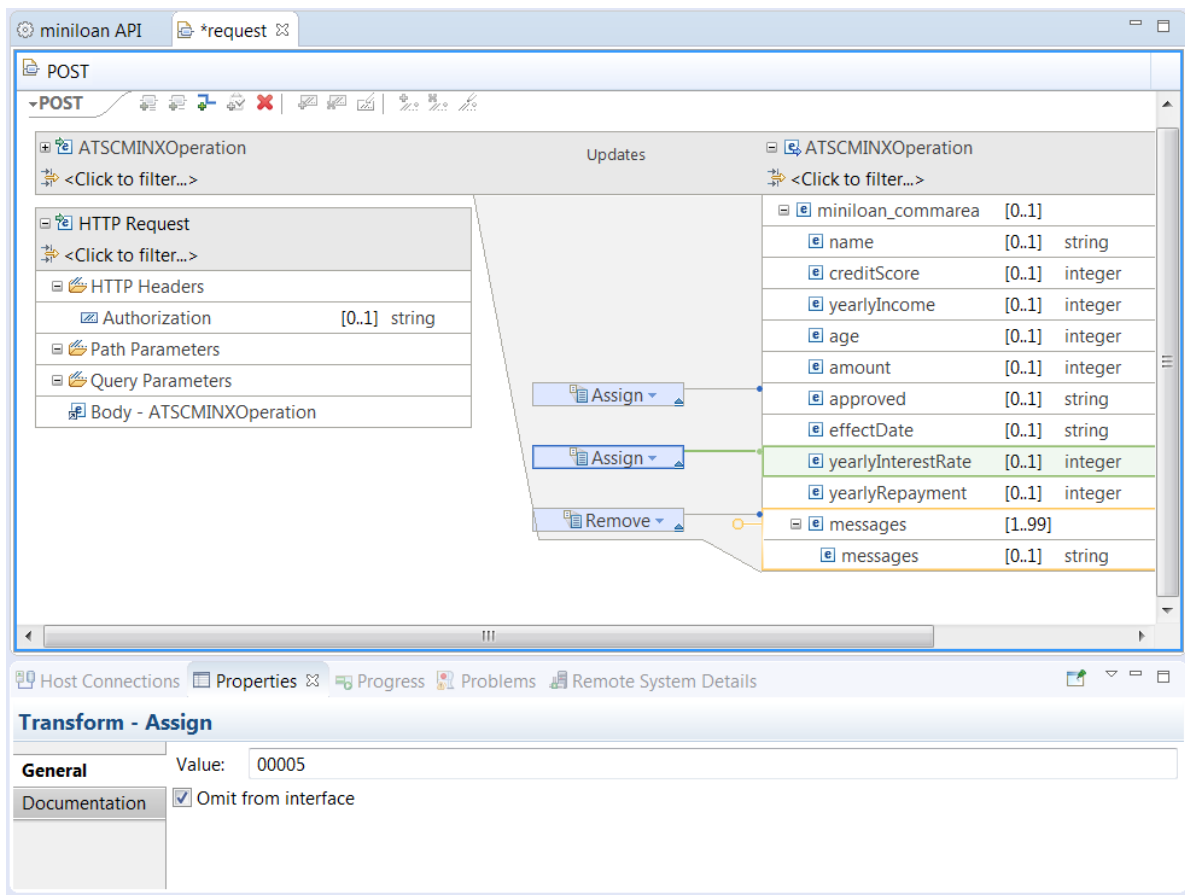 miniloan API *request
POST
POST
ATSCMINXOperation Updates ATSCMINXOperation
<Click to filter...> <Click to filter...>
HTTP Request miniloan_commarea [0..1]
<Click to filter...> name [0..1] string
HTTP Headers creditScore [0..1] integer
Authorization [0..1] string yearlyIncome [0..1] integer
Path Parameters age [0..1] integer
Query Parameters amount [0..1] integer
Body - ATSCMINXOperation Assign approved [0..1] string
effectDate [0..1] string
Assign yearlyInterestRate [0..1] integer
yearlyRepayment [0..1] integer
Remove messages [1..99]
messages [0..1] string
Host Connections Properties Progress Problems Remote System Details
Transform - Assign
General Value: 00005
Documentation Omit from interface